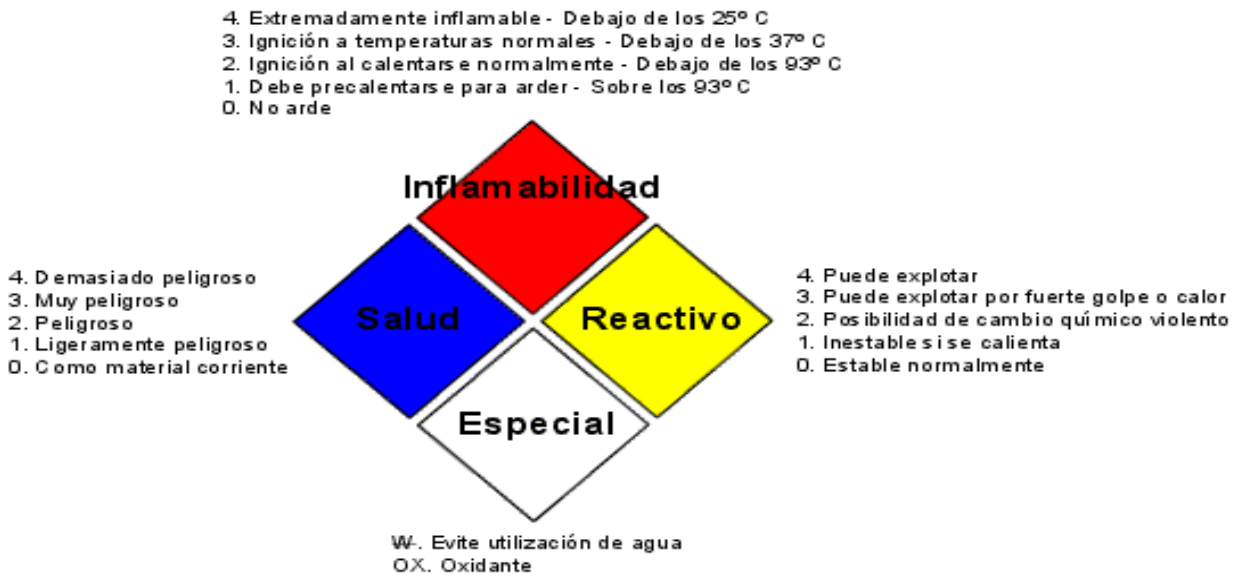 4. Extremadamente inflamable - Debajo de los 25º C
3. Ignición a temperaturas normales - Debajo de los 37º C
2. Ignición al calentarse normalmente - Debajo de los 93º C
1. Debe precalentarse para arder - Sobre los 93º C
0. No arde
Inflamabilidad
4. Demasiado peligroso
3. Muy peligroso
2. Peligroso
1. Ligeramente peligroso
0. Como material corriente
Salud
Reactivo
4. Puede explotar
3. Puede explotar por fuerte golpe o calor
2. Posibilidad de cambio químico violento
1. Inestable si se calienta
0. Estable normalmente
Especial
W-. Evite utilización de agua
OX. Oxidante